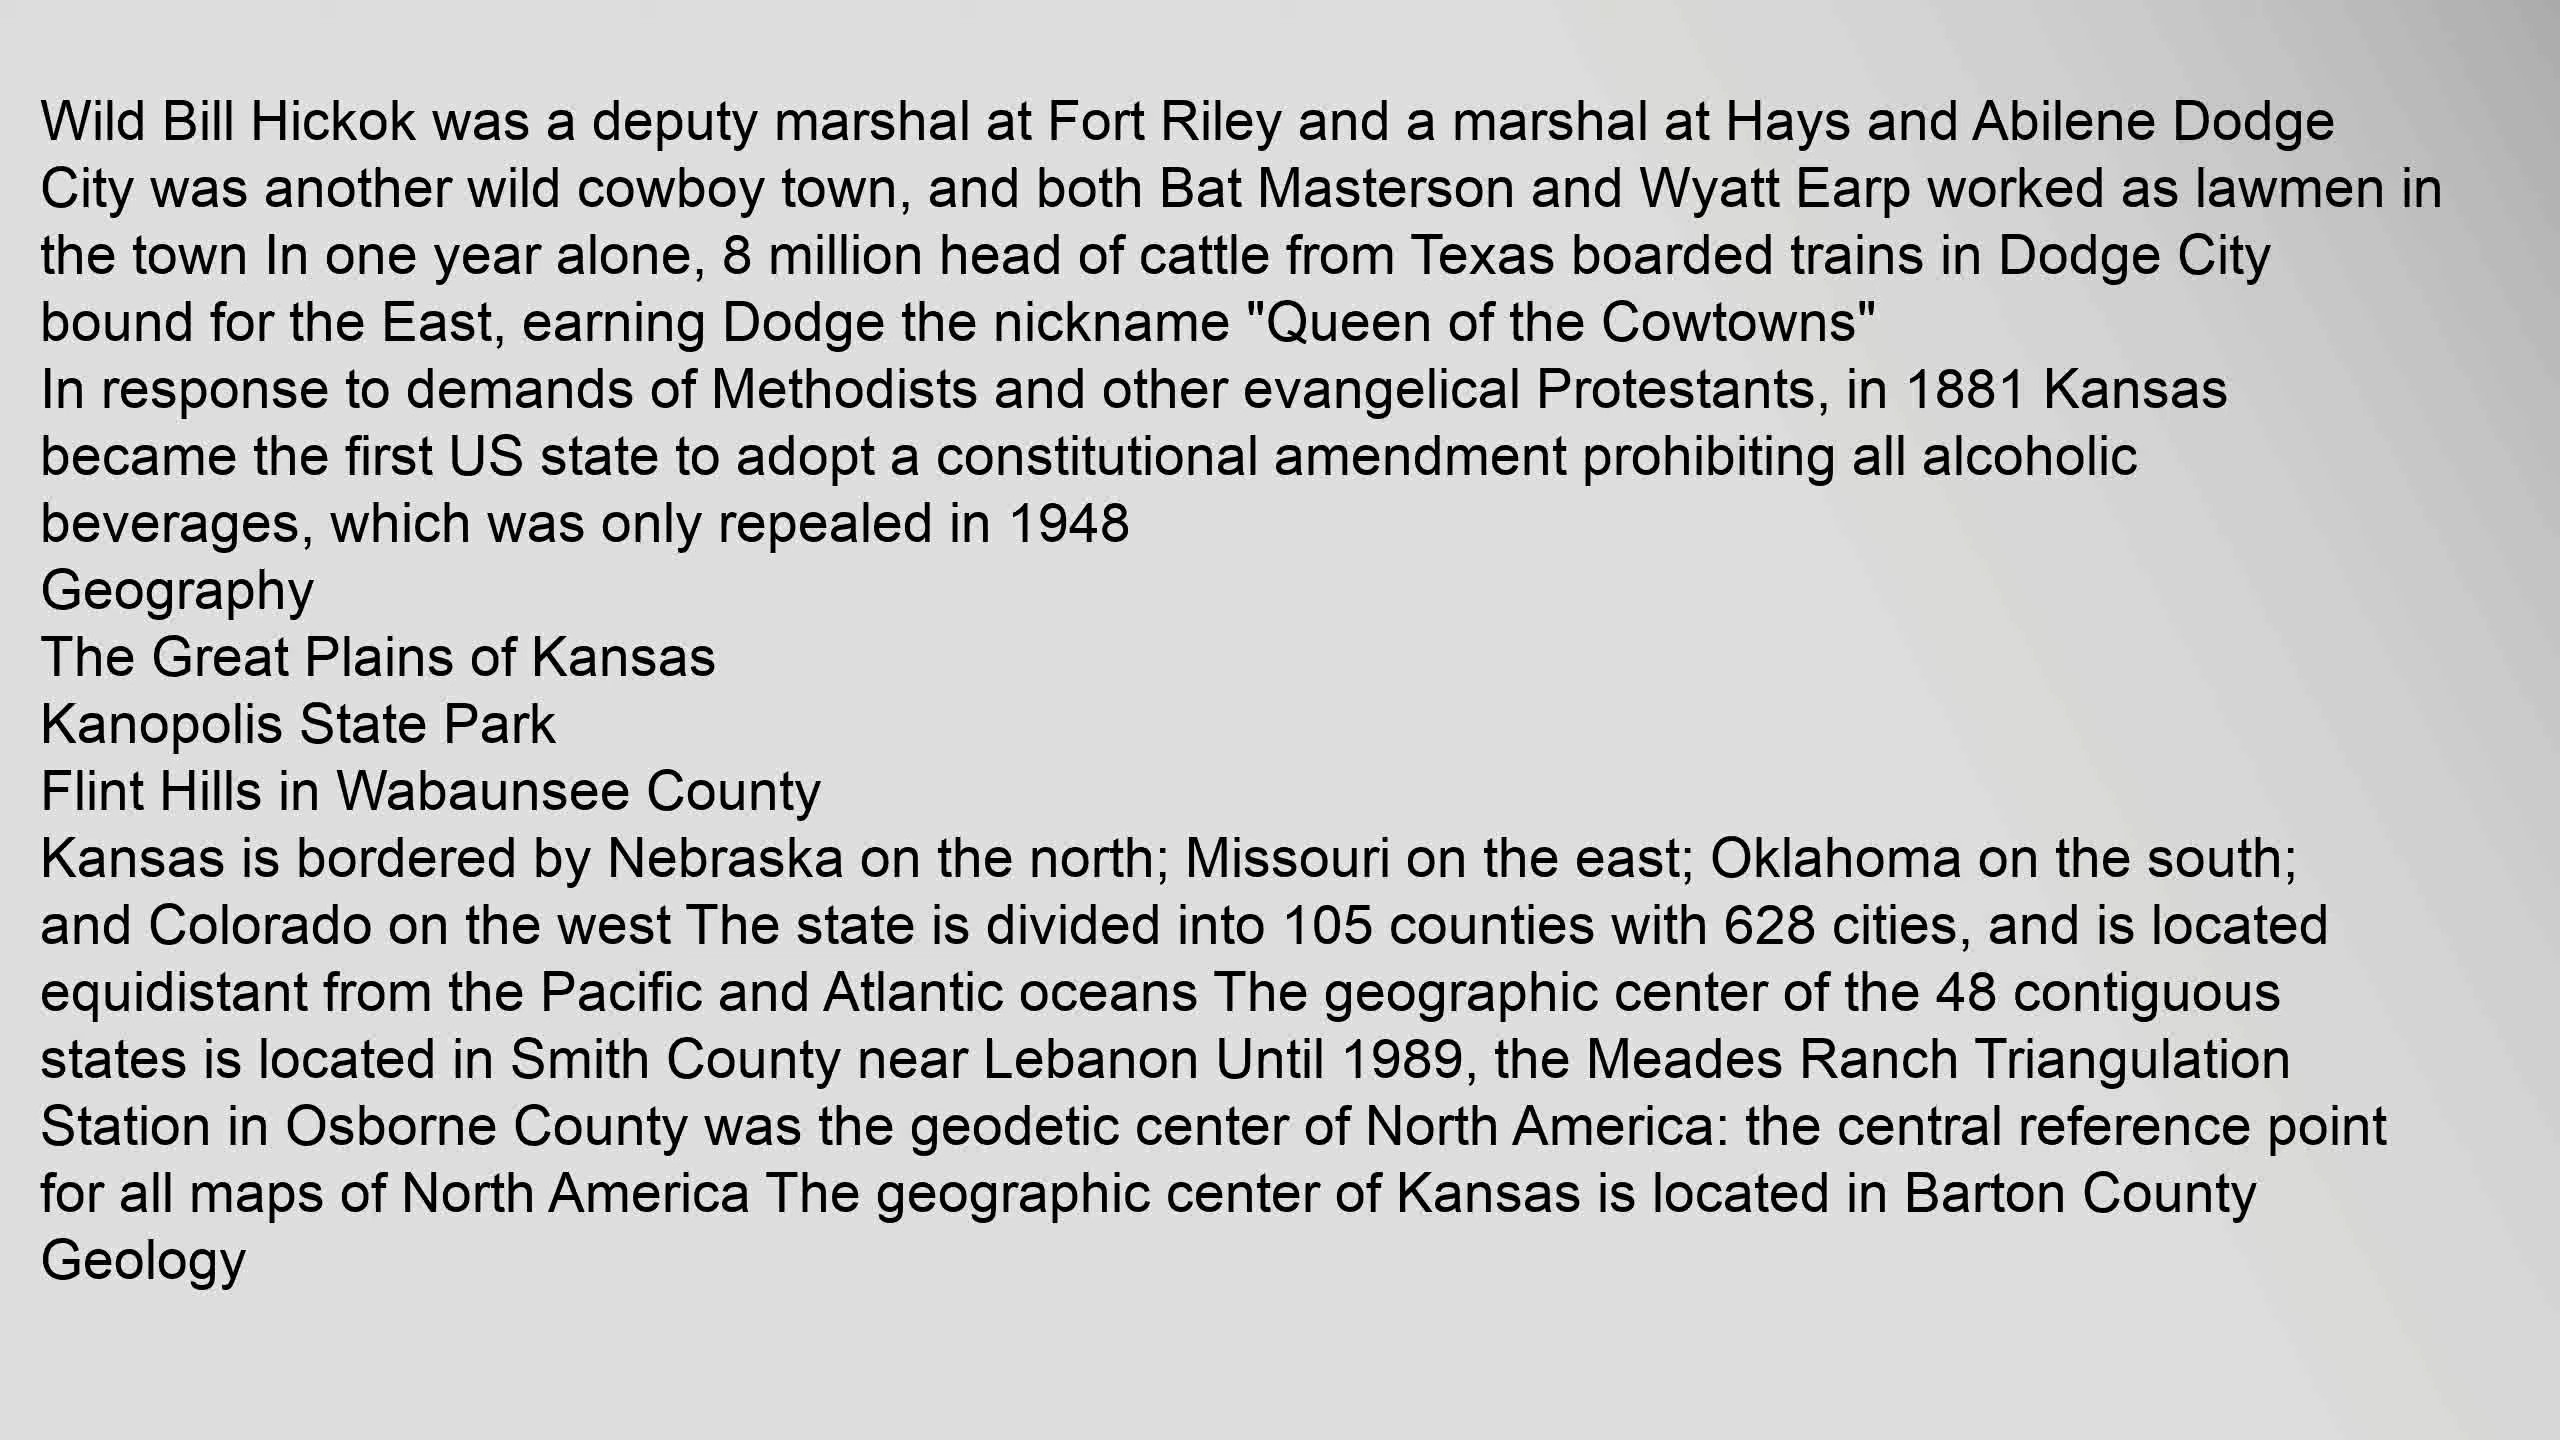 Wild Bill Hickok was a deputy marshal at Fort Riley and a marshal at Hays and Abilene Dodge
City was another wild cowboy town, and both Bat Masterson and Wyatt Earp worked as lawmen in
the town In one year alone, 8 million head of cattle from Texas boarded trains in Dodge City
bound for the East, earning Dodge the nickname "Queen of the Cowtowns"
In response to demands of Methodists and other evangelical Protestants, in 1881 Kansas
became the first US state to adopt a constitutional amendment prohibiting all alcoholic
beverages, which was only repealed in 1948
Geography
The Great Plains of Kansas
Kanopolis State Park
Flint Hills in Wabaunsee County
Kansas is bordered by Nebraska on the north; Missouri on the east; Oklahoma on the south;
and Colorado on the west The state is divided into 105 counties with 628 cities, and is located
equidistant from the Pacific and Atlantic oceans The geographic center of the 48 contiguous
states is located in Smith County near Lebanon Until 1989, the Meades Ranch Triangulation
Station in Osborne County was the geodetic center of North America: the central reference point
for all maps of North America The geographic center of Kansas is located in Barton County
Geology